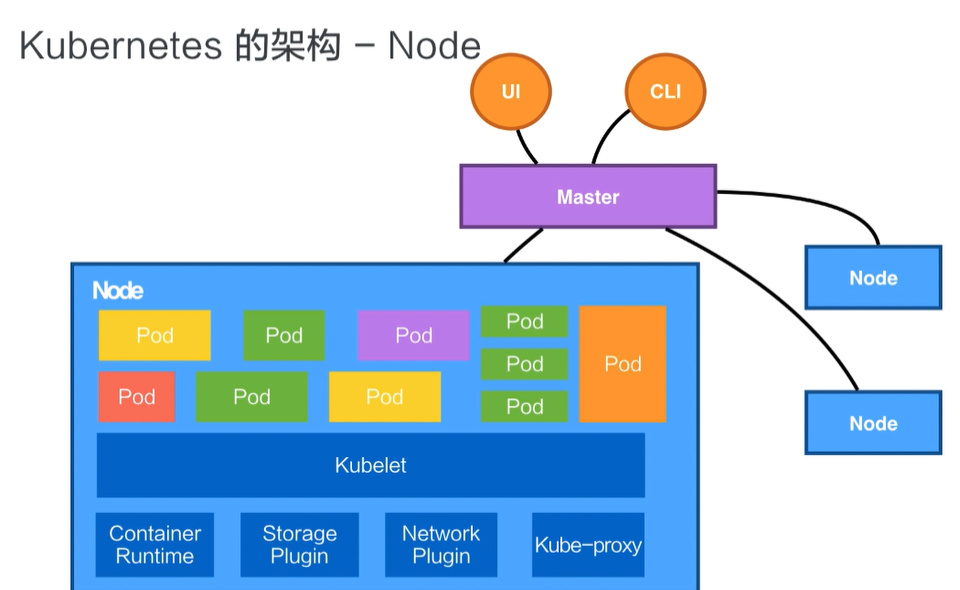 Kubernetes 的架构 - Node
UI
CLI
Master
Node
Node
Node
Pod
Pod
Pod
Pod
Pod
Pod
Pod
Pod
Pod
Pod
Kubelet
Container
Runtime
Storage
Plugin
Network
Plugin
Kube-proxy